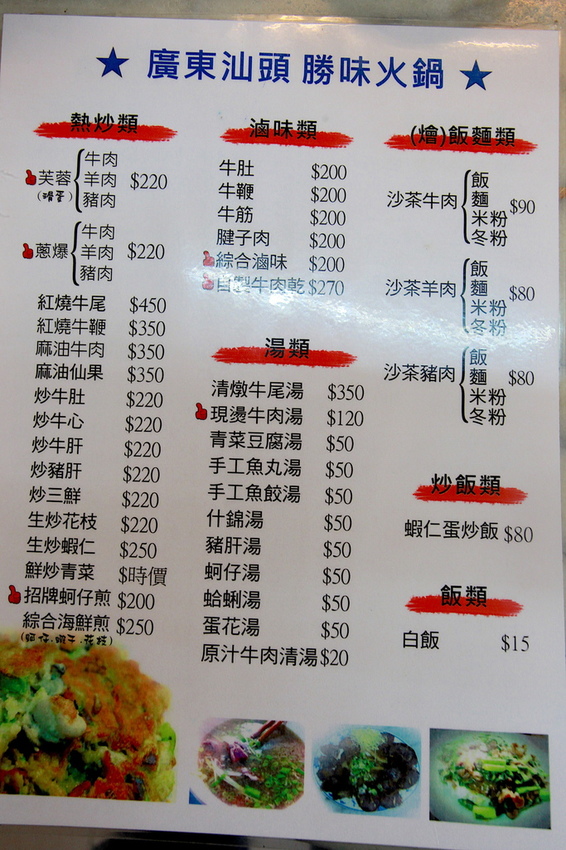 ★ 廣東汕頭 勝味火鍋 ★
熱炒類
芙蓉(滑蛋) 牛肉 羊肉 豬肉 $220
蔥爆 牛肉 羊肉 豬肉 $220
紅燒牛尾 $450
紅燒牛鞭 $350
麻油牛肉 $350
麻油仙果 $350
炒牛肚 $220
炒牛心 $220
炒牛肝 $220
炒豬肝 $220
炒三鮮 $220
生炒花枝 $220
生炒蝦仁 $250
鮮炒青菜 $時價
招牌蚵仔煎 $200
綜合海鮮煎 $250
(蚵仔.蝦仁.花枝)
滷味類
牛肚 $200
牛鞭 $200
牛筋 $200
腱子肉 $200
綜合滷味 $200
自製牛肉乾 $270
湯類
清燉牛尾湯 $350
現燙牛肉湯 $120
青菜豆腐湯 $50
手工魚丸湯 $50
手工魚餃湯 $50
什錦湯 $50
豬肝湯 $50
蚵仔湯 $50
蛤蜊湯 $50
蛋花湯 $50
原汁牛肉清湯 $20
(燴)飯麵類
沙茶牛肉 飯 麵 米粉 冬粉 $90
沙茶羊肉 飯 麵 米粉 冬粉 $80
沙茶豬肉 飯 麵 米粉 冬粉 $80
炒飯類
蝦仁蛋炒飯 $80
飯類
白飯 $15